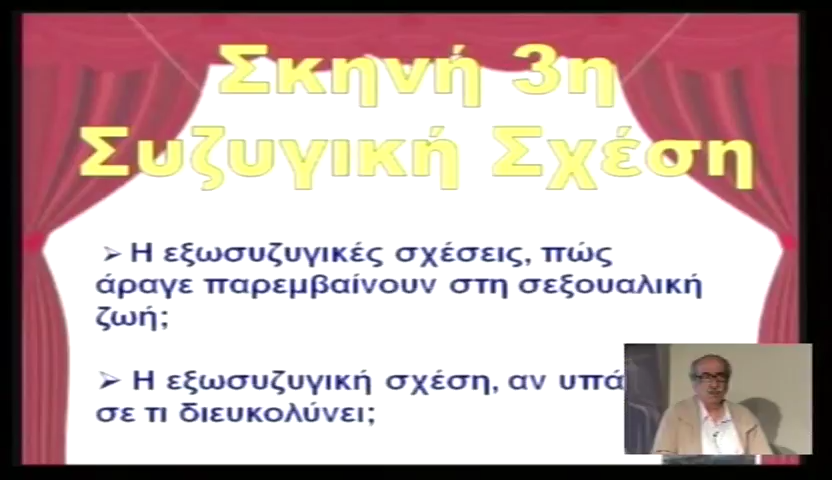 Σκηνή 3η
Συζυγική Σχέση
➢ Η εξωσυζυγικές σχέσεις, πώς
άραγε παρεμβαίνουν στη σεξουαλική
ζωή;
➢ Η εξωσυζυγική σχέση, αν
σε τι διευκολύνει;